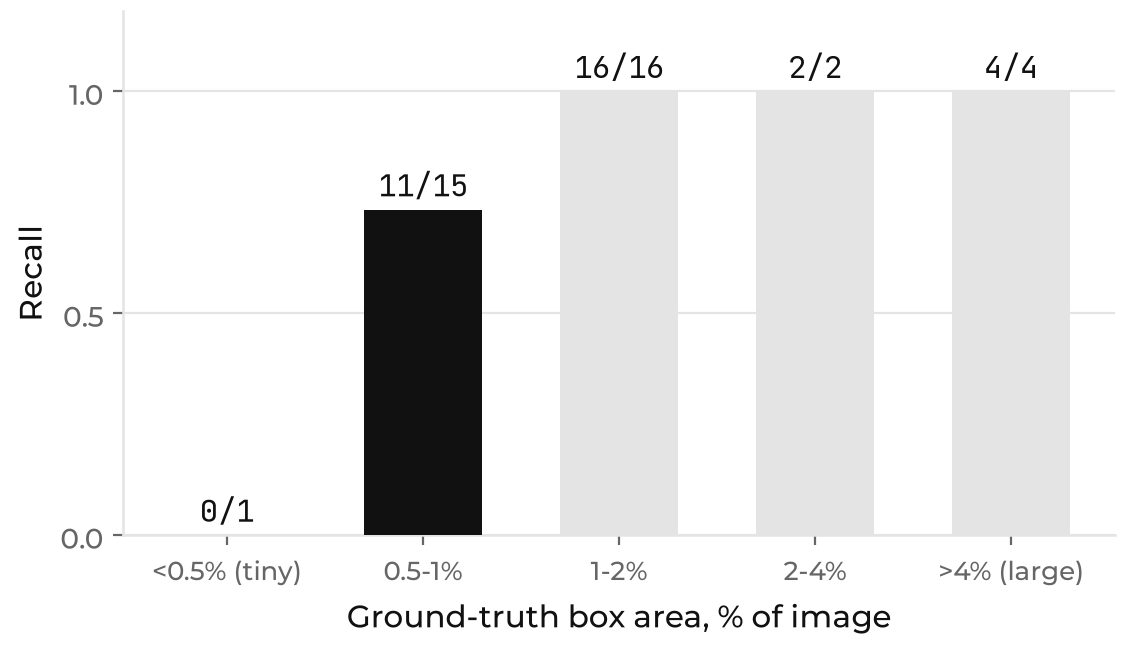 16/16
2/2
4/4
1.0
11/15
Recall
0.5
0/1
0.0
<0.5% (tiny)
0.5-1%
1-2%
2-4%
>4% (large)
Ground-truth box area, % of image